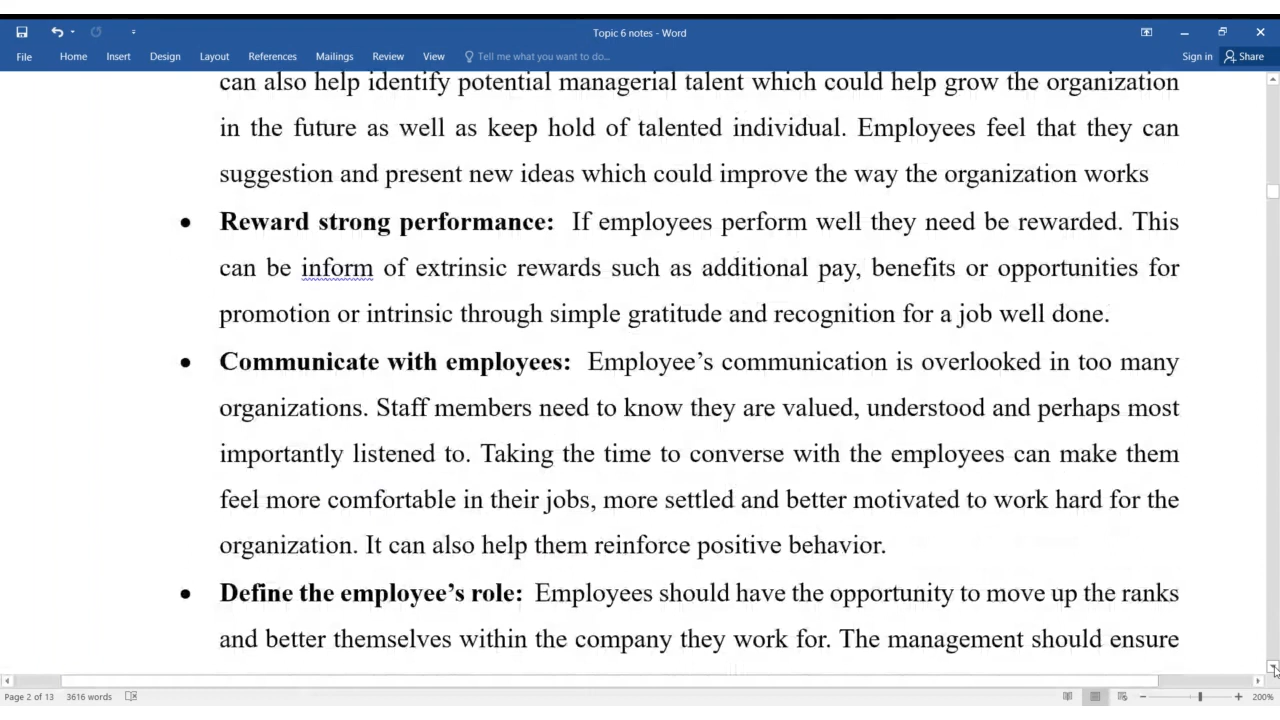 Topic 6 notes - Word
File Home Insert Design Layout References Mailings Review View Tell me what you want to do... Sign in Share
can also help identify potential managerial talent which could help grow the organization
in the future as well as keep hold of talented individual. Employees feel that they can
suggestion and present new ideas which could improve the way the organization works
• Reward strong performance: If employees perform well they need be rewarded. This
can be inform of extrinsic rewards such as additional pay, benefits or opportunities for
promotion or intrinsic through simple gratitude and recognition for a job well done.
• Communicate with employees: Employee’s communication is overlooked in too many
organizations. Staff members need to know they are valued, understood and perhaps most
importantly listened to. Taking the time to converse with the employees can make them
feel more comfortable in their jobs, more settled and better motivated to work hard for the
organization. It can also help them reinforce positive behavior.
• Define the employee’s role: Employees should have the opportunity to move up the ranks
and better themselves within the company they work for. The management should ensure
Page 2 of 13 3616 words 200%